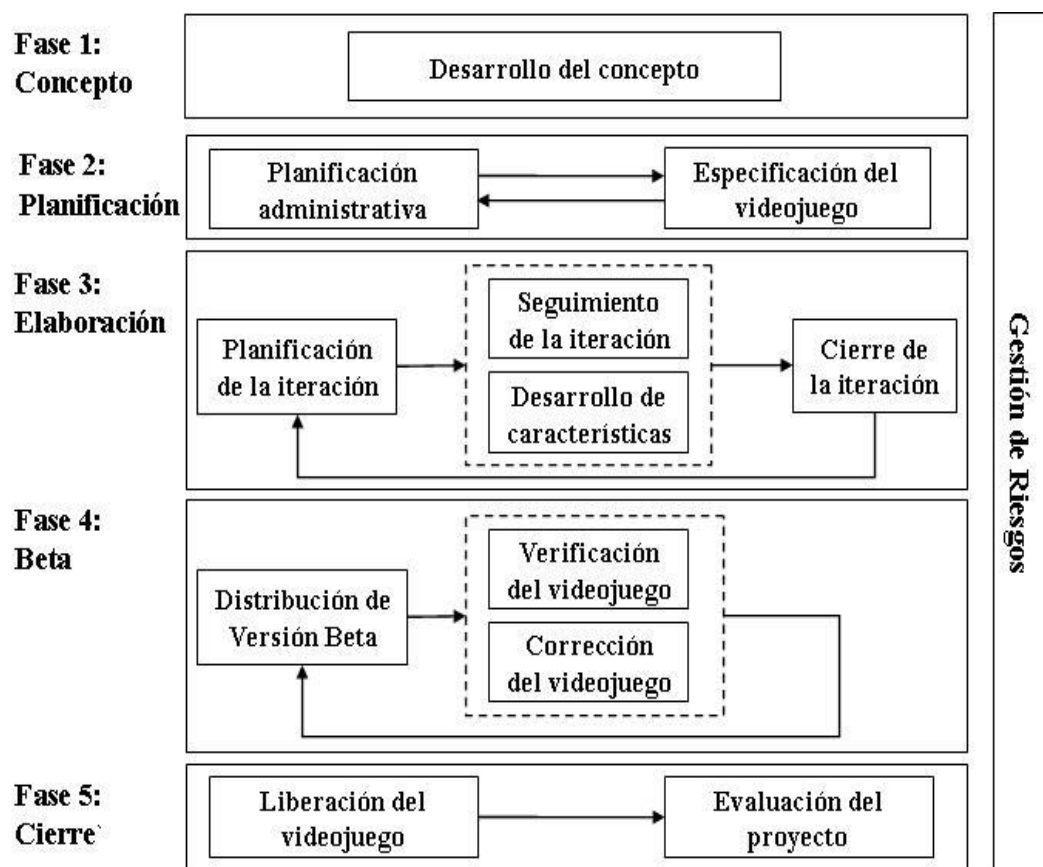 Fase 1:
Concepto
Desarrollo del concepto
Fase 2:
Planificación
Planificación
administrativa
Especificación del
videojuego
Fase 3:
Elaboración
Planificación
de la iteración
Seguimiento
de la iteración
Desarrollo de
características
Cierre de
la iteración
Fase 4:
Beta
Distribución de
Versión Beta
Verificación
del videojuego
Corrección
del videojuego
Fase 5:
Cierre`
Liberación del
videojuego
Evaluación del
proyecto
Gestión de Riesgos